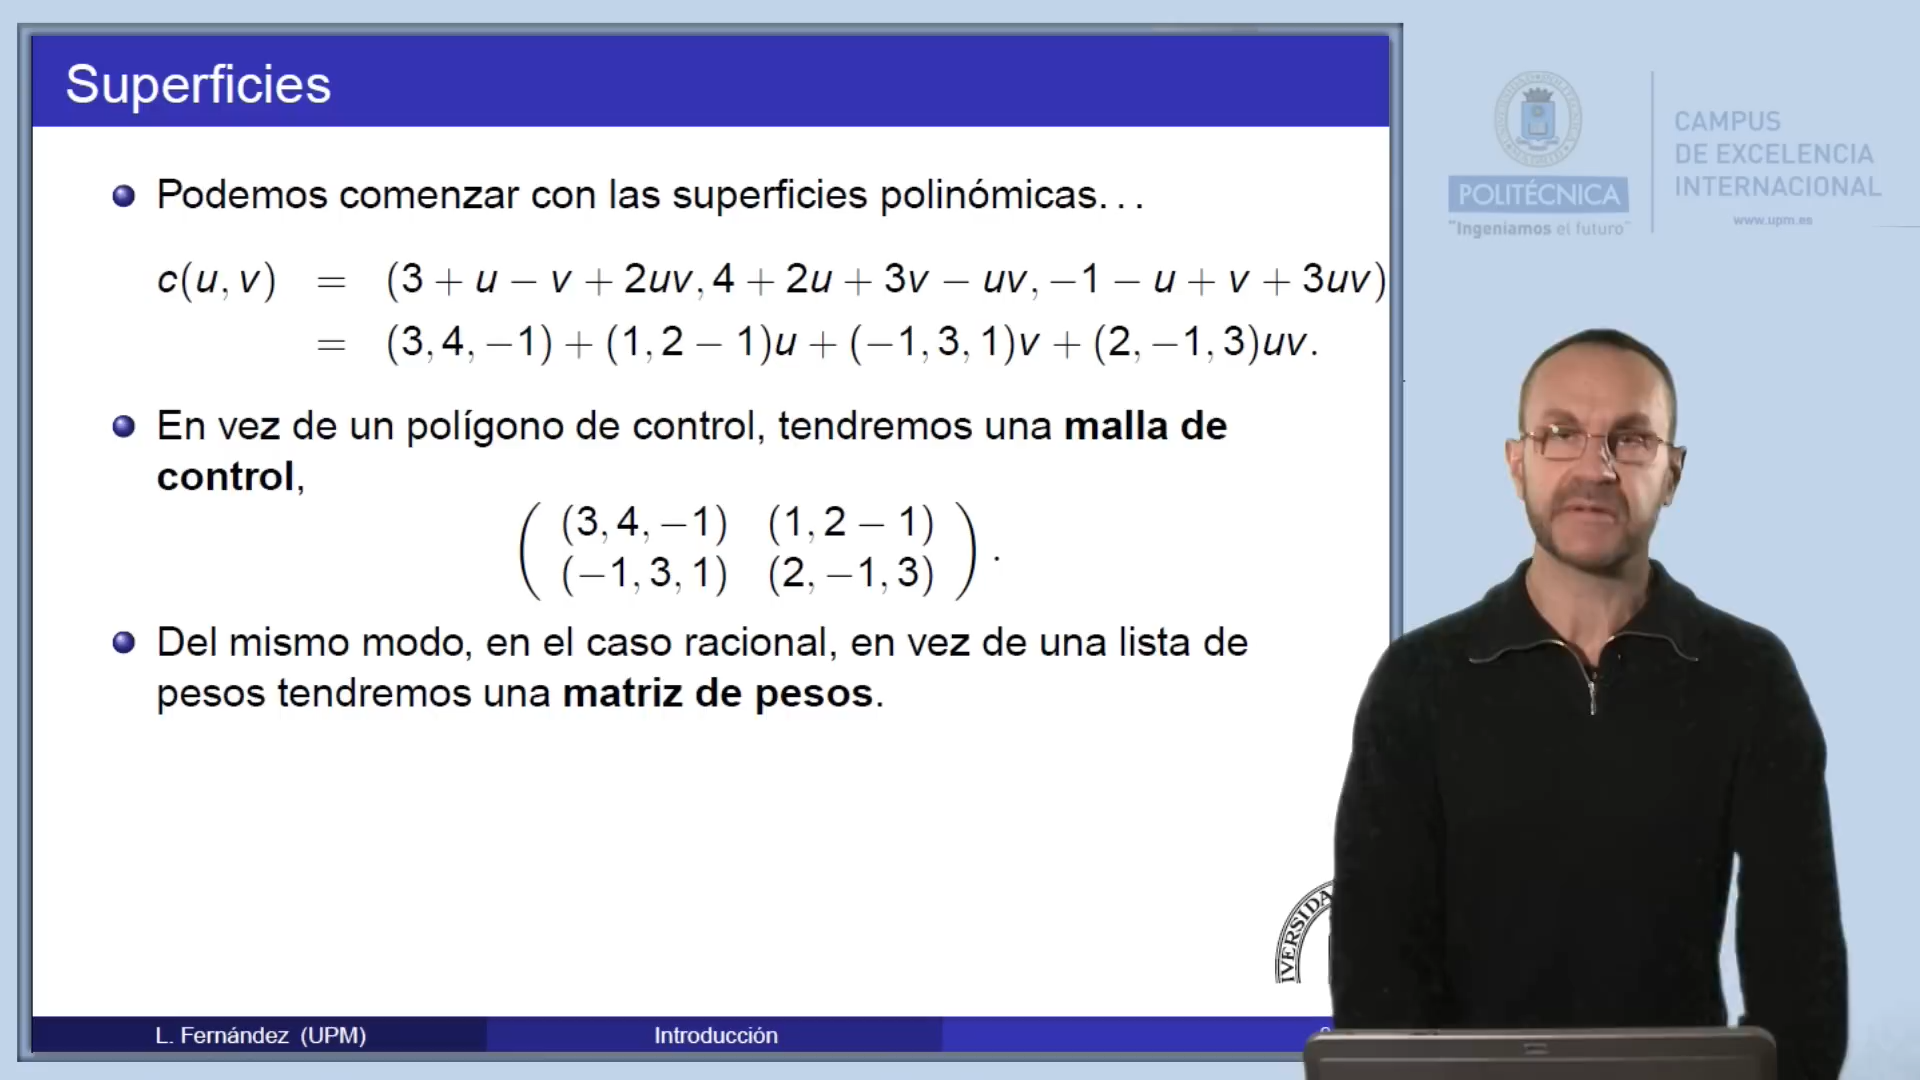 Superficies
Podemos comenzar con las superficies polinómicas...
c(u, v) = (3 + u − v + 2uv, 4 + 2u + 3v − uv, −1 − u + v + 3uv)
= (3, 4, −1) + (1, 2 − 1)u + (−1, 3, 1)v + (2, −1, 3)uv.
En vez de un polígono de control, tendremos una malla de
control,
( (3, 4, −1) (1, 2 − 1)
(−1, 3, 1) (2, −1, 3) ) .
Del mismo modo, en el caso racional, en vez de una lista de
pesos tendremos una matriz de pesos.
IVERSIDA
L. Fernández (UPM) Introducción
POLITÉCNICA
"Ingeniamos el futuro"
CAMPUS
DE EXCELENCIA
INTERNACIONAL
www.upm.es